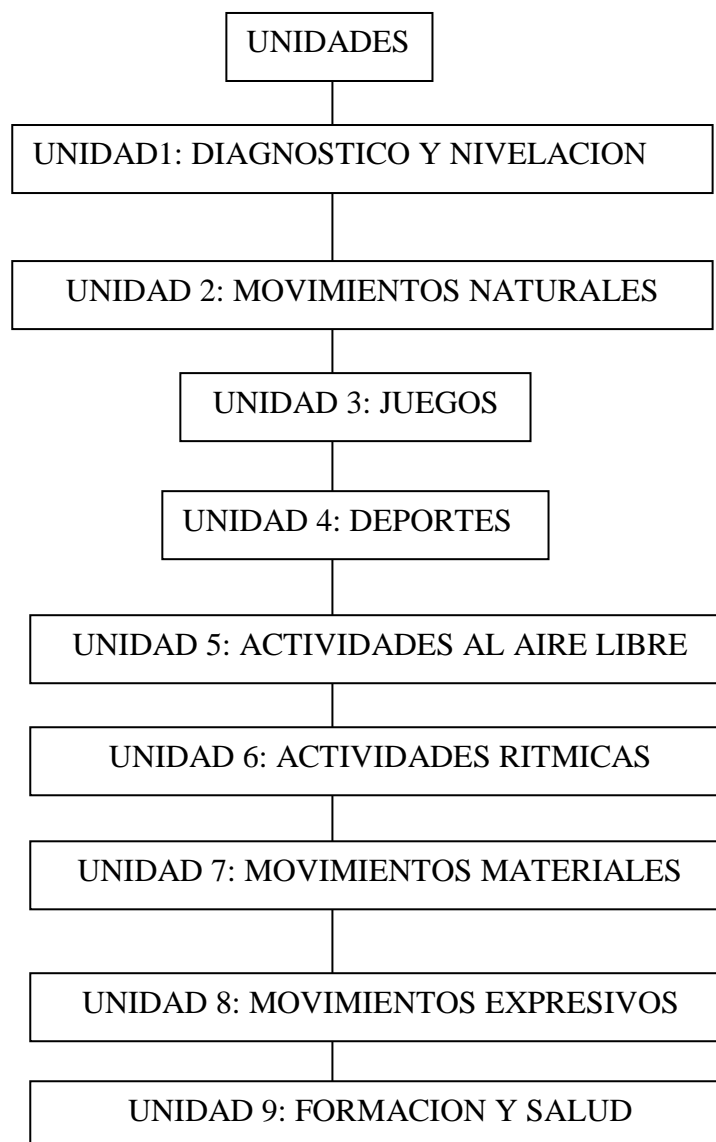 UNIDADES
UNIDAD1: DIAGNOSTICO Y NIVELACION
UNIDAD 2: MOVIMIENTOS NATURALES
UNIDAD 3: JUEGOS
UNIDAD 4: DEPORTES
UNIDAD 5: ACTIVIDADES AL AIRE LIBRE
UNIDAD 6: ACTIVIDADES RITMICAS
UNIDAD 7: MOVIMIENTOS MATERIALES
UNIDAD 8: MOVIMIENTOS EXPRESIVOS
UNIDAD 9: FORMACION Y SALUD